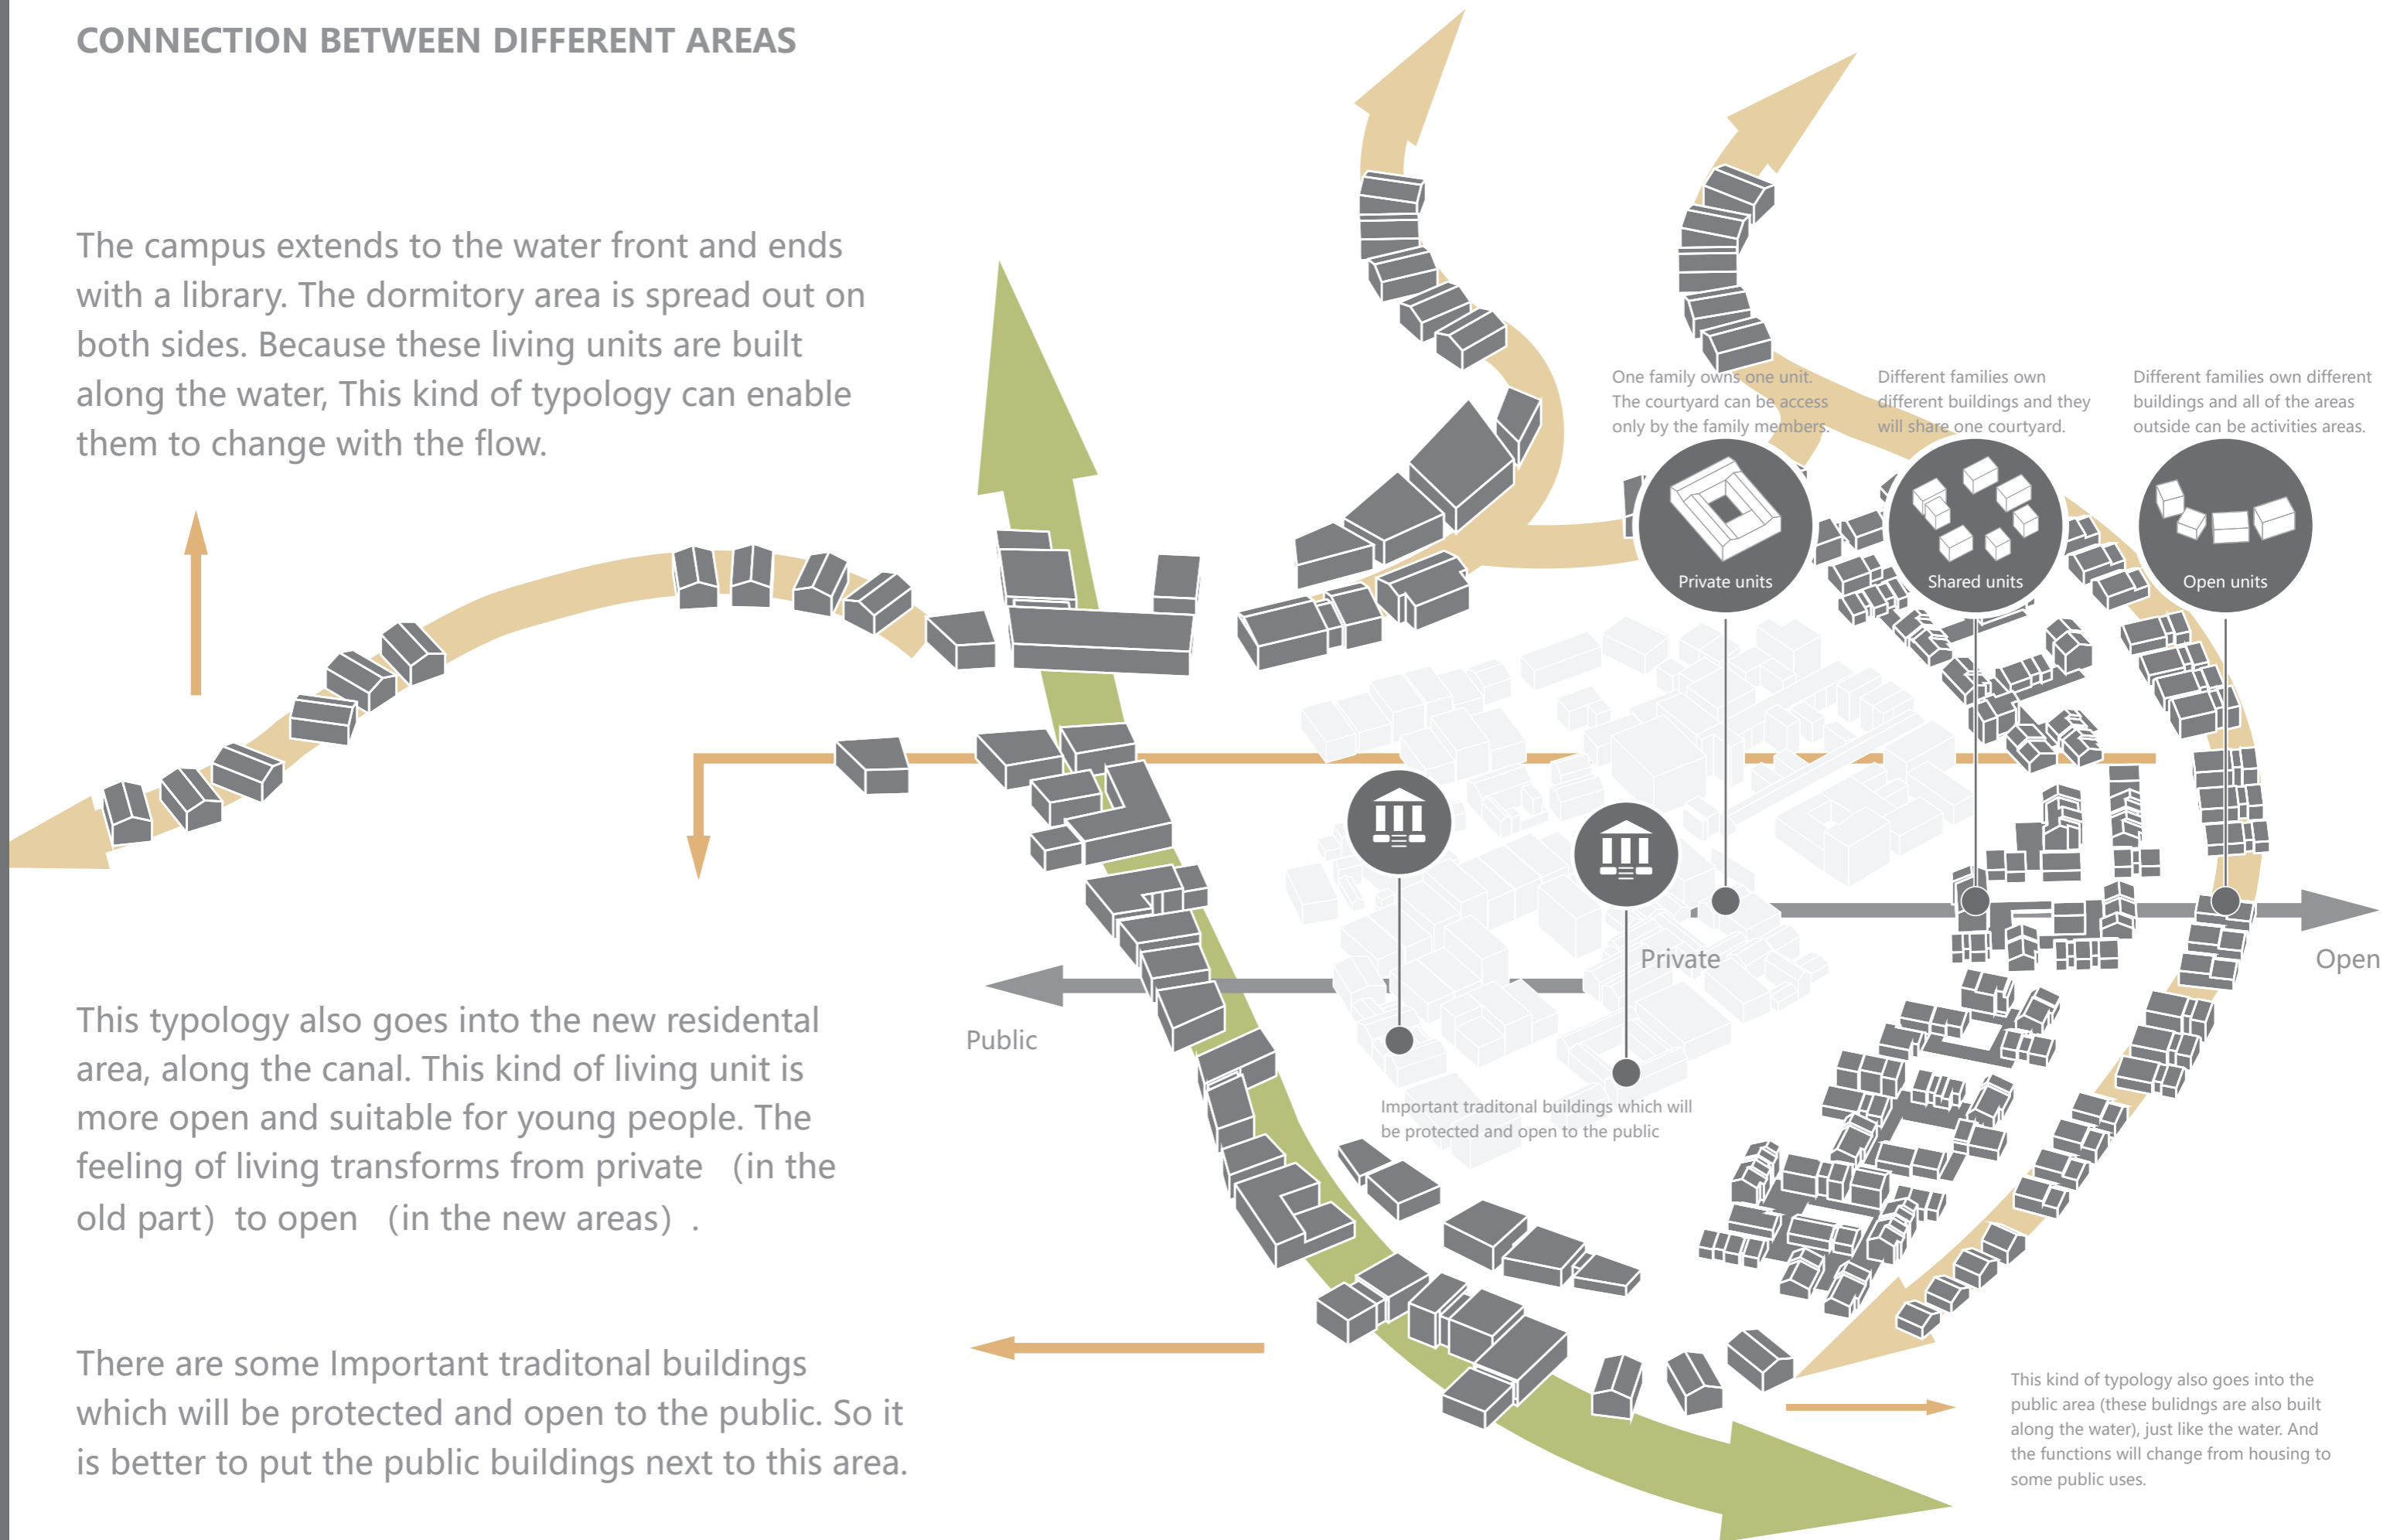 CONNECTION BETWEEN DIFFERENT AREAS
The campus extends to the water front and ends
with a library. The dormitory area is spread out on
both sides. Because these living units are built
along the water, This kind of typology can enable
them to change with the flow.
One family owns one unit.
The courtyard can be access
only by the family members.
Different families own
different buildings and they
will share one courtyard.
Different families own different
buildings and all of the areas
outside can be activities areas.
Private units
Shared units
Open units
Private
Open
Public
This typology also goes into the new residental
area, along the canal. This kind of living unit is
more open and suitable for young people. The
feeling of living transforms from private （in the
old part）to open （in the new areas）.
Important traditonal buildings which will
be protected and open to the public
There are some Important traditonal buildings
which will be protected and open to the public. So it
is better to put the public buildings next to this area.
This kind of typology also goes into the
public area (these bulidngs are also built
along the water), just like the water. And
the functions will change from housing to
some public uses.